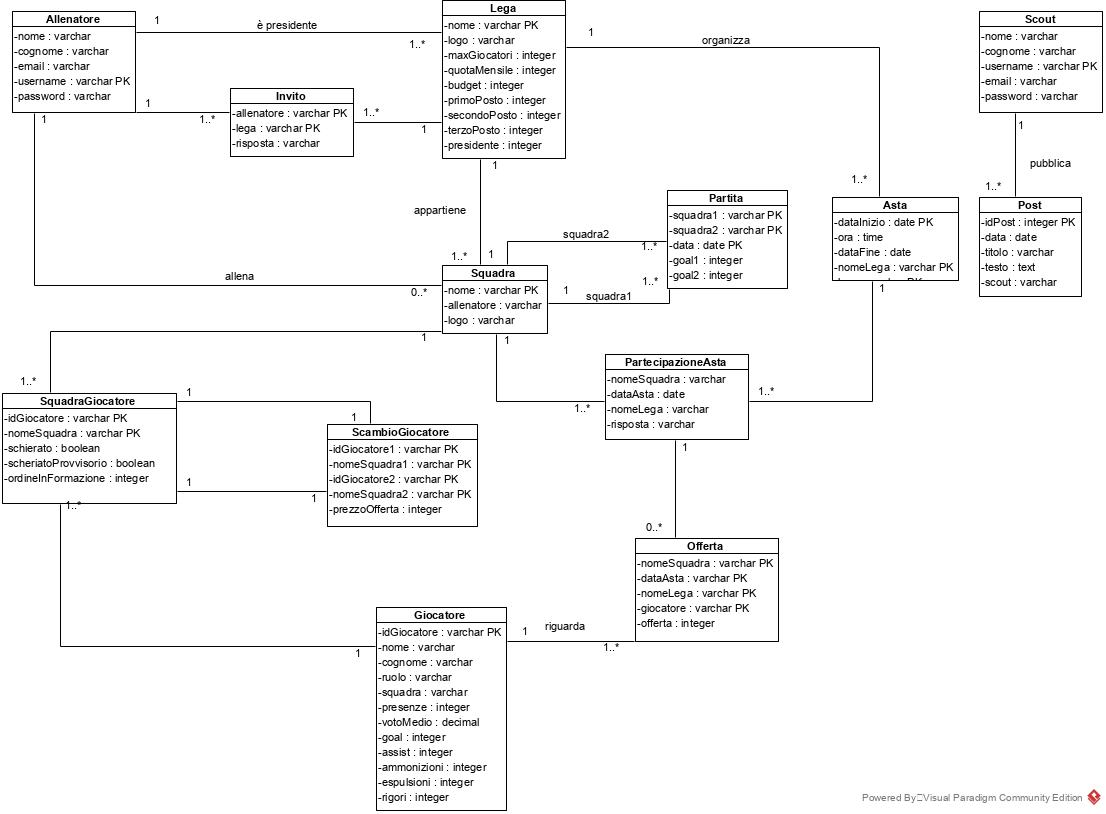 Allenatore
-nome : varchar
-cognome : varchar
-email : varchar
-username : varchar PK
-password : varchar
1
è presidente
1..*
Lega
-nome : varchar PK
-logo : varchar
-maxGiocatori : integer
-quotaMensile : integer
-budget : integer
-primoPosto : integer
-secondoPosto : integer
-terzoPosto : integer
-presidente : integer
1
organizza
1..*
Scout
-nome : varchar
-cognome : varchar
-username : varchar PK
-email : varchar
-password : varchar
1
1..*
Invito
-allenatore : varchar PK
-lega : varchar PK
-risposta : varchar
1..*
1
1
pubblica
1..*
1
appartiene
1..*
1
allena
0..*
Partita
-squadra1 : varchar PK
-squadra2 : varchar PK
-data : date PK
-goal1 : integer
-goal2 : integer
Asta
-dataInizio : date PK
-ora : time
-dataFine : date
-nomeLega : varchar PK
Post
-idPost : integer PK
-data : date
-titolo : varchar
-testo : text
-scout : varchar
1
squadra2
1..*
1
squadra1
1..*
Squadra
-nome : varchar PK
-allenatore : varchar
-logo : varchar
1
1..*
1
1..*
1
1..*
PartecipazioneAsta
-nomeSquadra : varchar
-dataAsta : date
-nomeLega : varchar
-risposta : varchar
SquadraGiocatore
-idGiocatore : varchar PK
-nomeSquadra : varchar PK
-schierato : boolean
-scheriatoProvvisorio : boolean
-ordineInFormazione : integer
1
1
1
1
ScambioGiocatore
-idGiocatore1 : varchar PK
-nomeSquadra1 : varchar PK
-idGiocatore2 : varchar PK
-nomeSquadra2 : varchar PK
-prezzoOfferta : integer
1
0..*
Offerta
-nomeSquadra : varchar PK
-dataAsta : varchar PK
-nomeLega : varchar PK
-giocatore : varchar PK
-offerta : integer
1..*
1
Giocatore
-idGiocatore : varchar PK
-nome : varchar
-cognome : varchar
-ruolo : varchar
-squadra : varchar
-presenze : integer
-votoMedio : decimal
-goal : integer
-assist : integer
-ammonizioni : integer
-espulsioni : integer
-rigori : integer
1
riguarda
1..*
Powered By Visual Paradigm Community Edition